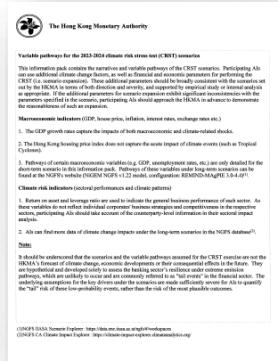 The Hong Kong Monetary Authority
Variable pathways for the 2023-2024 climate risk stress test (CRST) scenarios
This information pack contains the narratives and variable pathways of the CRST scenarios. Participating AIs
can use additional climate change factors, as well as financial and economic parameters for performing
the CRST (i.e. scenario expansion). These additional parameters should be broadly consistent with the scenarios set
out by the HKMA in terms of both direction and severity, and supported by empirical study or internal analysis
as appropriate. If the additional parameters for scenario expansion exhibit significant inconsistencies with the
parameters specified in the scenario, participating AIs should approach the HKMA in advance to demonstrate
the reasonableness of such an expansion.
Macroeconomic indicators (GDP, house price, inflation, interest rates, exchange rates etc.)
1. The GDP growth rates capture the impacts of both macroeconomic and climate-related shocks.
2. The Hong Kong housing price index does not capture the acute impact of climate events (such as Tropical
Cyclones).
3. Pathways of certain macroeconomic variables (e.g. GDP, unemployment rates, etc.) are only detailed for the
short-term scenario in this information pack. Pathways of these variables under long-term scenarios can be
found at the NGFS's website (NiGEM NGFS v1.22 model, configuration: REMIND-MAgPIE 3.0-4.4)(1).
Climate risk indicators (sectoral performances and climate patterns)
1. Return on asset and leverage ratio are used to indicate the general business performance of each sector. As
these variables do not reflect individual corporates' business strategies and competitiveness in the respective
sectors, participating AIs should take account of the counterparty-level information in their sectoral impact
analysis.
2. AIs can find more data of climate change impacts under the long-term scenarios in the NGFS database(2).
Note:
It should be underscored that the scenarios and the variable pathways assumed for the CRST exercise are not the
HKMA's forecast of climate change, economic developments or their consequential effects in the future. They
are hypothetical and developed solely to assess the banking sector's resilience under extreme emission
pathways, which are unlikely to occur and are commonly referred to as "tail events" in the financial sector. The
underlying assumptions for the key drivers under the scenarios are made sufficiently severe for AIs to quantify
the "tail" risk of these low-probability events, rather than the risk of the most plausible outcomes.
(1)NGFS IIASA Scenario Explorer: https://data.ene.iiasa.ac.at/ngfs/#/workspaces
(2)NGFS CA Climate Impact Explorer: https://climate-impact-explorer.climateanalytics.org/